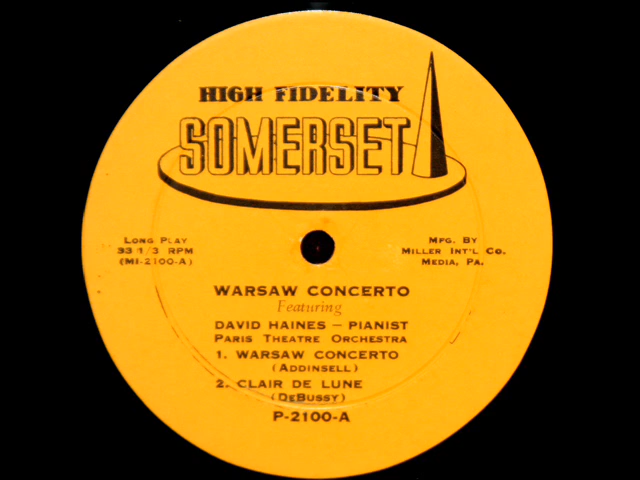 HIGH FIDELITY
SOMERSET
LONG PLAY
33 1/3 RPM
(MI-2100-A)
MFG. BY
MILLER INT'L CO.
MEDIA, PA.
WARSAW CONCERTO
Featuring
DAVID HAINES – PIANIST
PARIS THEATRE ORCHESTRA
1. WARSAW CONCERTO
(ADDINSELL)
2. CLAIR DE LUNE
(DEBUSSY)
P-2100-A